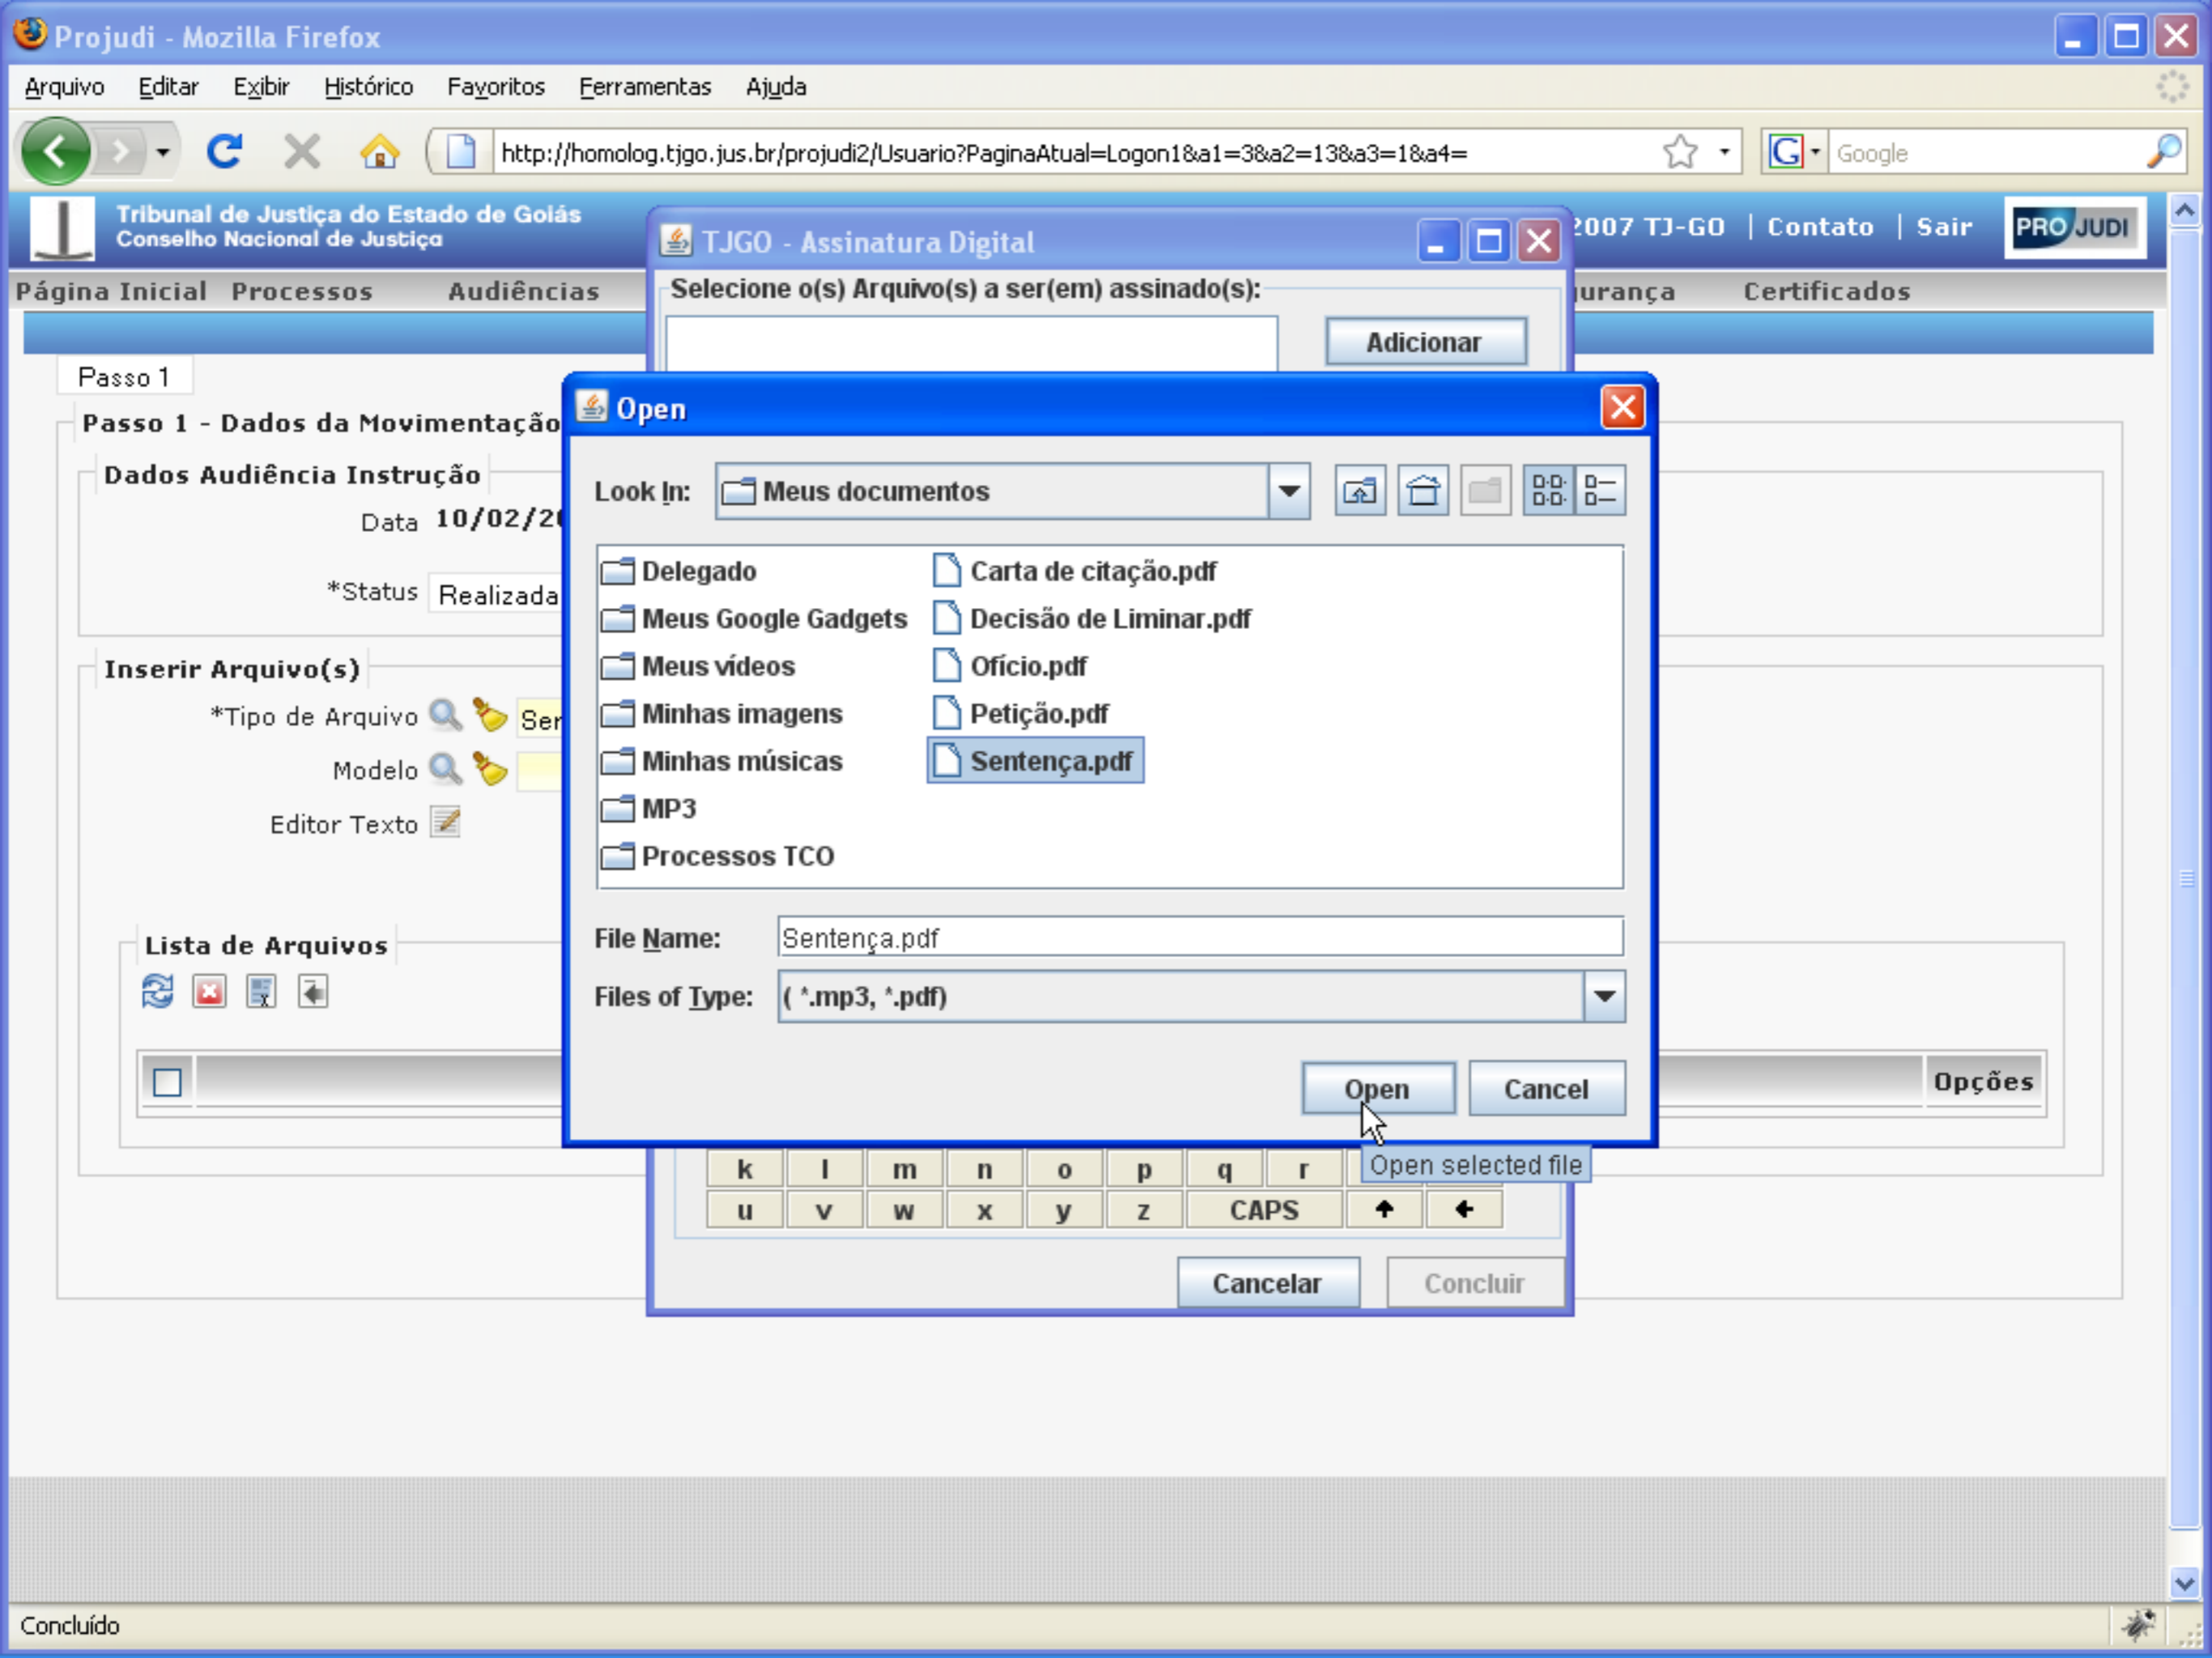 Projudi - Mozilla Firefox
Arquivo Editar Exibir Histórico Favoritos Ferramentas Ajuda
http://homolog.tjgo.jus.br/projudi2/Usuario?PaginaAtual=Logon1&a1=3&a2=13&a3=1&a4=
Google
Tribunal de Justiça do Estado de Goiás
Conselho Nacional de Justiça
2007 TJ-GO | Contato | Sair
PROJUDI
Página Inicial Processos Audiências
urança Certificados
TJGO - Assinatura Digital
Selecione o(s) Arquivo(s) a ser(em) assinado(s):
Adicionar
Passo 1
Passo 1 - Dados da Movimentação
Dados Audiência Instrução
Data 10/02/20
*Status Realizada
Inserir Arquivo(s)
*Tipo de Arquivo Ser
Modelo
Editor Texto
Lista de Arquivos
Opções
Open
Look In: Meus documentos
Delegado
Meus Google Gadgets
Meus vídeos
Minhas imagens
Minhas músicas
MP3
Processos TCO
Carta de citação.pdf
Decisão de Liminar.pdf
Ofício.pdf
Petição.pdf
Sentença.pdf
File Name: Sentença.pdf
Files of Type: ( *.mp3, *.pdf)
Open Cancel
Open selected file
k l m n o p q r
u v w x y z CAPS
Cancelar Concluir
Concluído